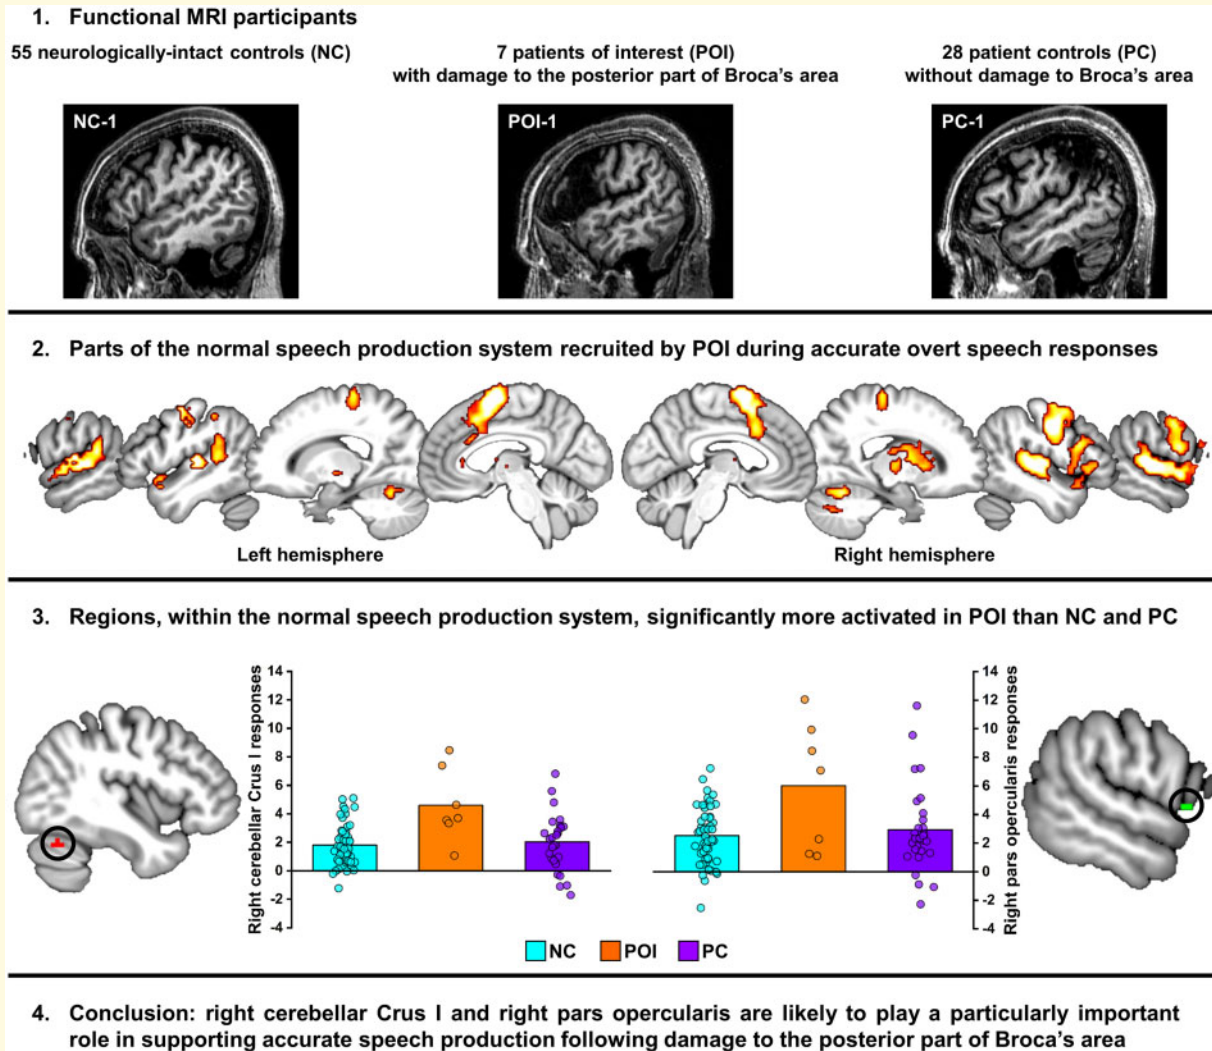 1. Functional MRI participants
55 neurologically-intact controls (NC)
7 patients of interest (POI)
with damage to the posterior part of Broca's area
28 patient controls (PC)
without damage to Broca's area
NC-1
POI-1
PC-1
2. Parts of the normal speech production system recruited by POI during accurate overt speech responses
Left hemisphere
Right hemisphere
3. Regions, within the normal speech production system, significantly more activated in POI than NC and PC
Right cerebellar Crus I responses
14
12
10
8
6
4
2
0
-2
-4
14
12
10
8
6
4
2
0
-2
-4
Right pars opercularis responses
NC
POI
PC
4. Conclusion: right cerebellar Crus I and right pars opercularis are likely to play a particularly important
role in supporting accurate speech production following damage to the posterior part of Broca's area